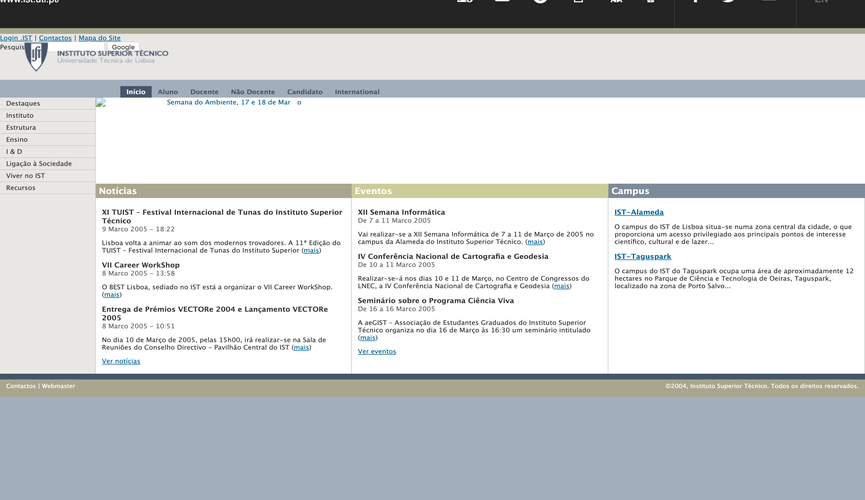 www.ist.utl.pt/
EN
Login .IST | Contactos | Mapa do Site
Google
INSTITUTO SUPERIOR TÉCNICO
Universidade Técnica de Lisboa
Início Aluno Docente Não Docente Candidato International
Destaques
Instituto
Estrutura
Ensino
I & D
Ligação à Sociedade
Viver no IST
Recursos
Semana do Ambiente, 17 e 18 de Mar o
Notícias
XI TUIST - Festival Internacional de Tunas do Instituto Superior
Técnico
9 Marco 2005 - 18:22
Lisboa volta a animar ao som dos modernos trovadores. A 11ª Edição do
TUIST - Festival Internacional de Tunas do Instituto Superior (mais)
VII Career WorkShop
8 Marco 2005 - 13:58
O BEST Lisboa, sediado no IST está a organizar o VII Career WorkShop.
(mais)
Entrega de Prémios VECTORe 2004 e Lançamento VECTORe
2005
8 Marco 2005 - 10:51
No dia 10 de Março de 2005, pelas 15h00, irá realizar-se na Sala de
Reuniões do Conselho Directivo - Pavilhão Central do IST (mais)
Ver notícias
Eventos
XII Semana Informática
De 7 a 11 Marco 2005
Vai realizar-se a XII Semana Informática de 7 a 11 de Março de 2005 no
campus da Alameda do Instituto Superior Técnico. (mais)
IV Conferência Nacional de Cartografia e Geodesia
De 10 a 11 Marco 2005
Realizar-se-á nos dias 10 e 11 de Março, no Centro de Congressos do
LNEC, a IV Conferência Nacional de Cartografia e Geodesia (mais)
Seminário sobre o Programa Ciência Viva
De 16 a 16 Marco 2005
A aeGIST - Associação de Estudantes Graduados do Instituto Superior
Técnico organiza no dia 16 de Março às 16:30 um seminário intitulado
(mais)
Ver eventos
Campus
IST-Alameda
O campus do IST de Lisboa situa-se numa zona central da cidade, o que
proporciona um acesso privilegiado aos principais pontos de interesse
científico, cultural e de lazer...
IST-Taguspark
O campus do IST do Taguspark ocupa uma área de aproximadamente 12
hectares no Parque de Ciência e Tecnologia de Oeiras, Taguspark,
localizado na zona de Porto Salvo...
Contactos | Webmaster
©2004, Instituto Superior Técnico. Todos os direitos reservados.